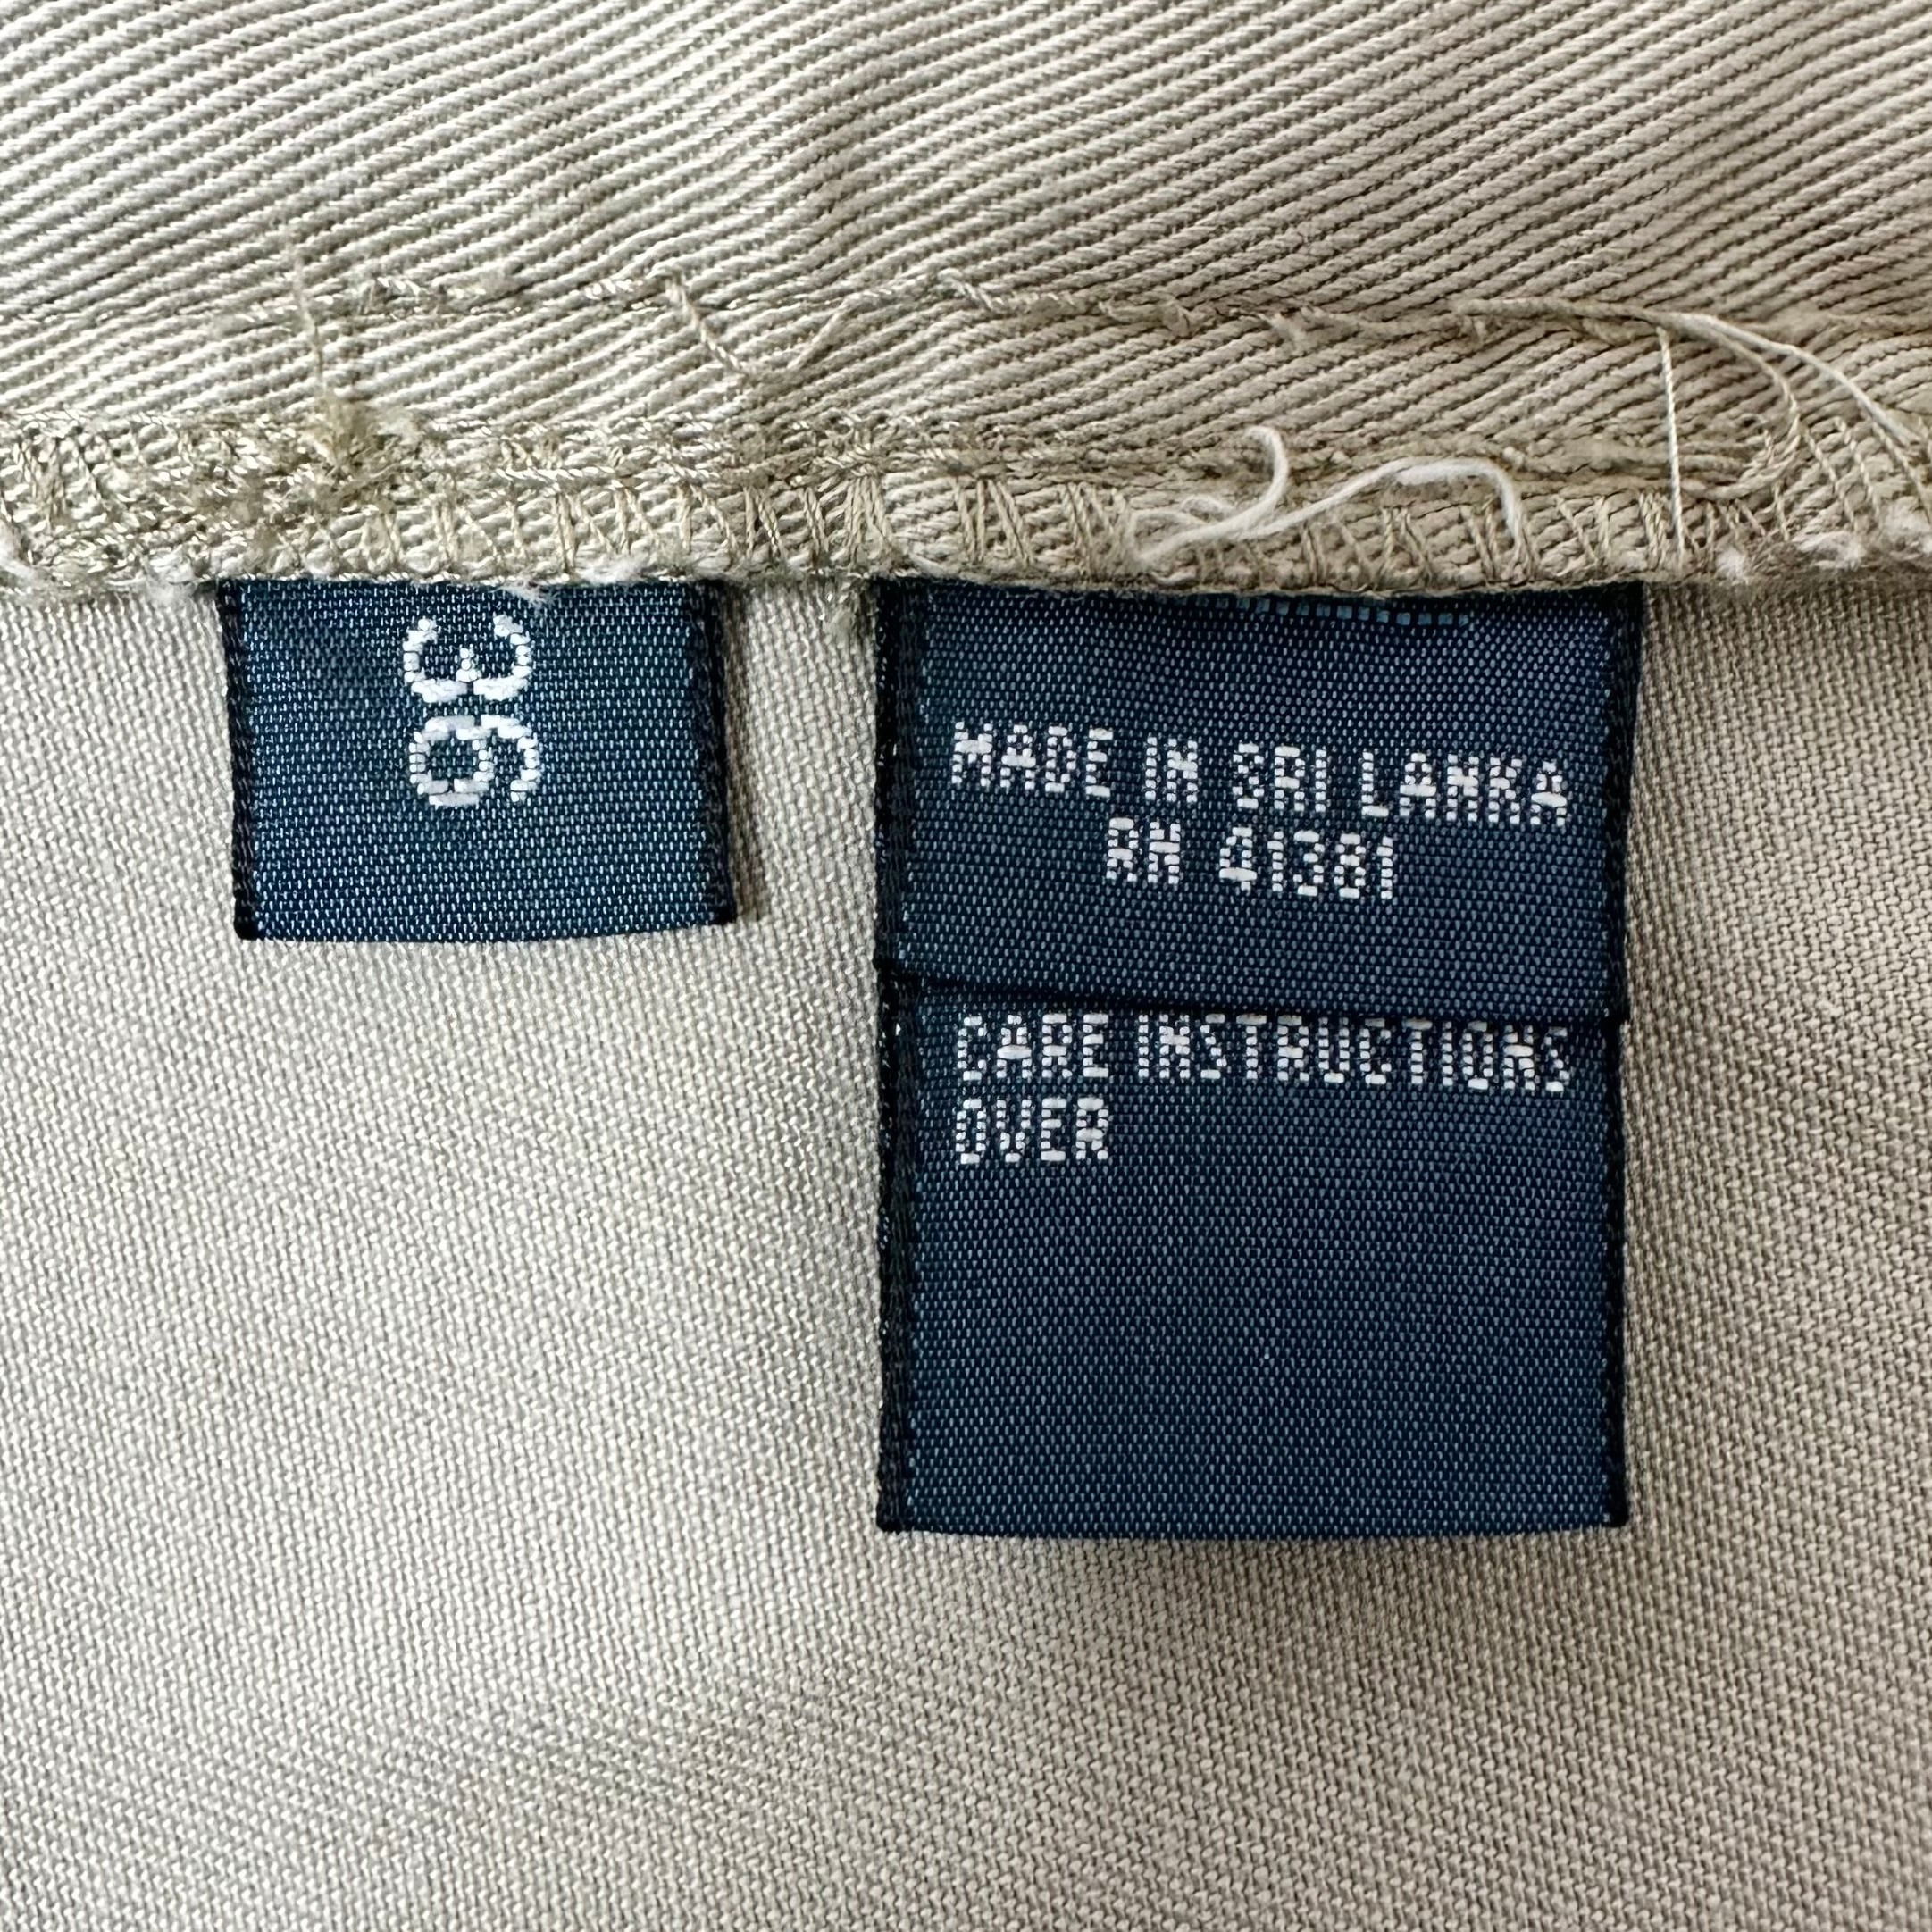 36
MADE IN SRI LANKA
RN 41381
CARE INSTRUCTIONS
OVER